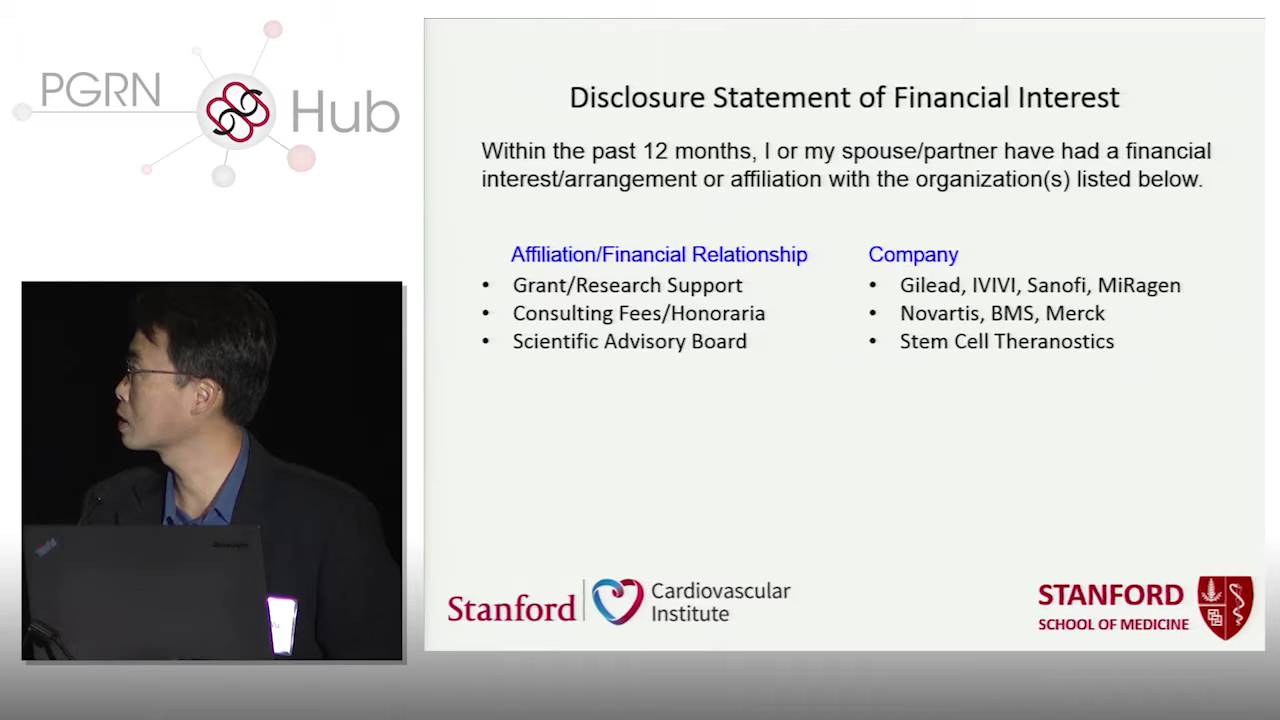 PGRN
Hub
Disclosure Statement of Financial Interest
Within the past 12 months, I or my spouse/partner have had a financial
interest/arrangement or affiliation with the organization(s) listed below.
Affiliation/Financial Relationship
• Grant/Research Support
• Consulting Fees/Honoraria
• Scientific Advisory Board
Company
• Gilead, IVIVI, Sanofi, MiRagen
• Novartis, BMS, Merck
• Stem Cell Theranostics
Stanford
Cardiovascular
Institute
STANFORD
SCHOOL OF MEDICINE